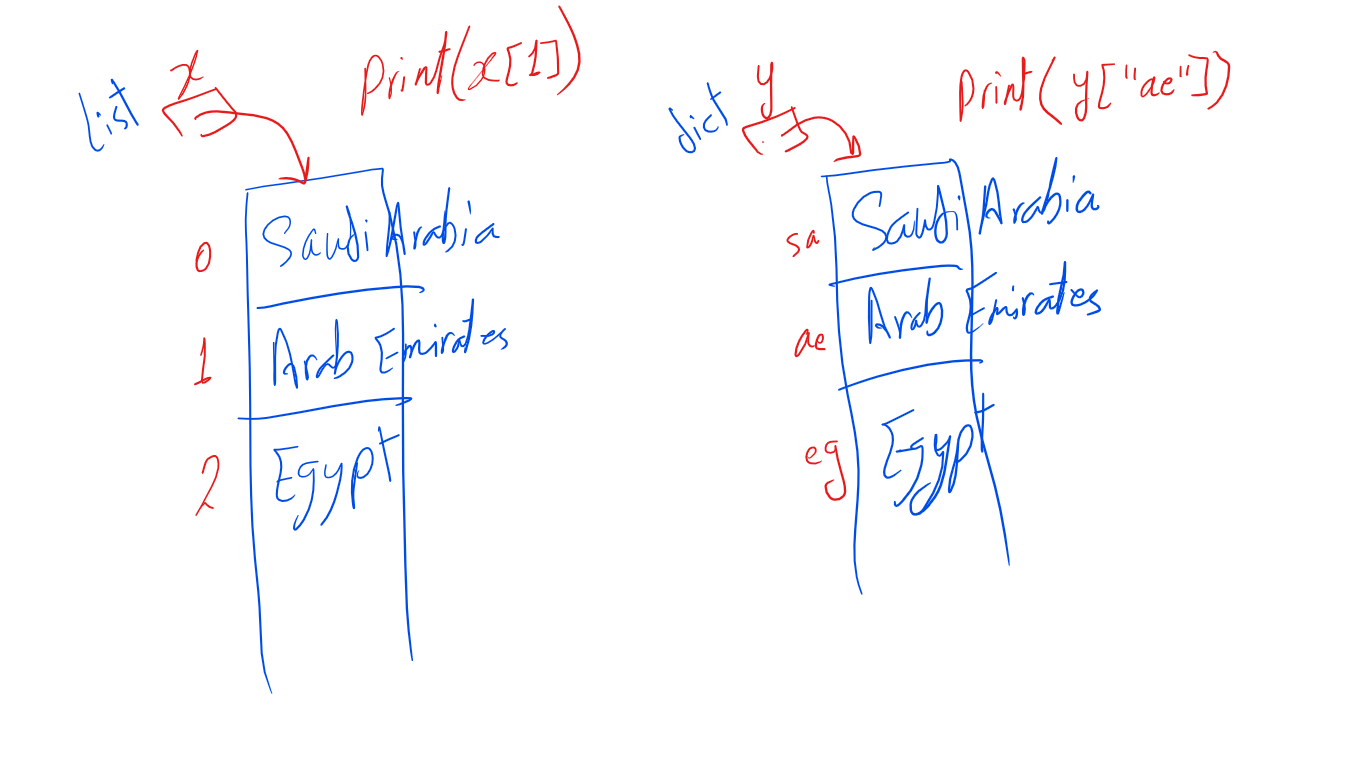 list x Print(x[1])
0 Saudi Arabia
1 Arab Emirates
2 Egypt
dict y Print(y["ae"])
sa Saudi Arabia
ae Arab Emirates
eg Egypt